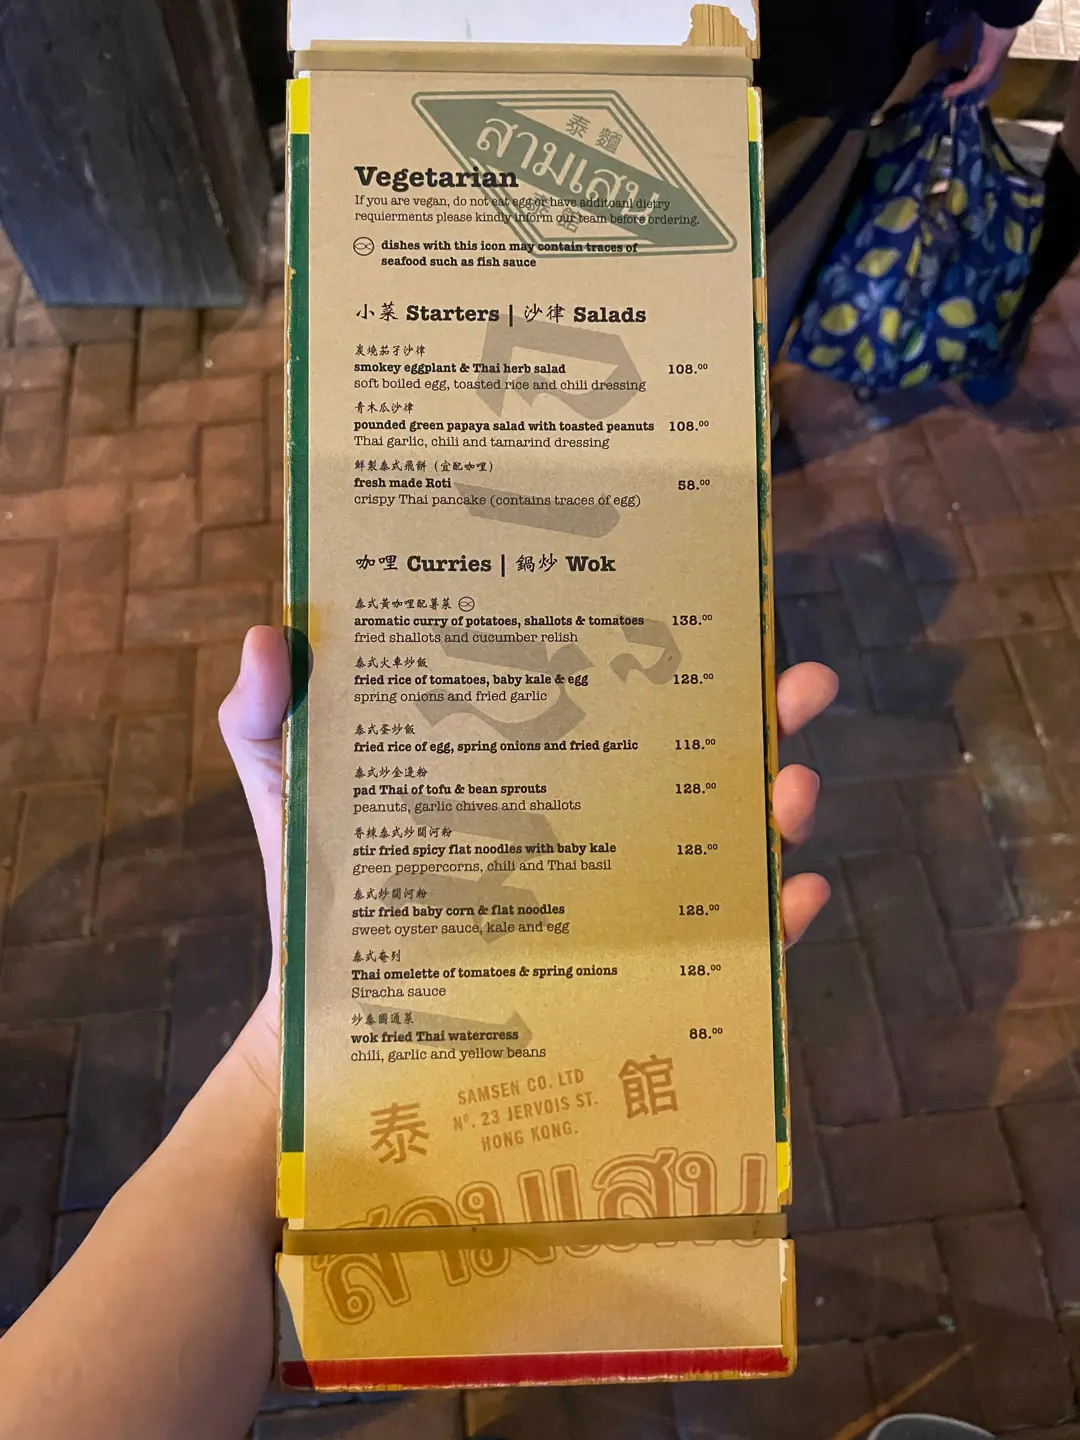 泰麵
สามเสน
泰館
Vegetarian
If you are vegan, do not eat egg or have additoanl dietry
requierments please kindly inform our team before ordering.
dishes with this icon may contain traces of
seafood such as fish sauce
小菜 Starters | 沙律 Salads
炭燒茄子沙律
smokey eggplant & Thai herb salad 108.00
soft boiled egg, toasted rice and chili dressing
青木瓜沙律
pounded green papaya salad with toasted peanuts 108.00
Thai garlic, chili and tamarind dressing
鮮製泰式飛餅 (宜配咖哩)
fresh made Roti 58.00
crispy Thai pancake (contains traces of egg)
咖哩 Curries | 鍋炒 Wok
泰式黃咖哩配薯菜
aromatic curry of potatoes, shallots & tomatoes 138.00
fried shallots and cucumber relish
泰式火車炒飯
fried rice of tomatoes, baby kale & egg 128.00
spring onions and fried garlic
泰式蛋炒飯
fried rice of egg, spring onions and fried garlic 118.00
泰式炒金邊粉
pad Thai of tofu & bean sprouts 128.00
peanuts, garlic chives and shallots
香辣泰式炒闊河粉
stir fried spicy flat noodles with baby kale 128.00
green peppercorns, chili and Thai basil
泰式炒闊河粉
stir fried baby corn & flat noodles 128.00
sweet oyster sauce, kale and egg
泰式奄列
Thai omelette of tomatoes & spring onions 128.00
Siracha sauce
炒泰國通菜
wok fried Thai watercress 88.00
chili, garlic and yellow beans
泰館
SAMSEN CO. LTD
Nº. 23 JERVOIS ST.
HONG KONG.
สามเสน